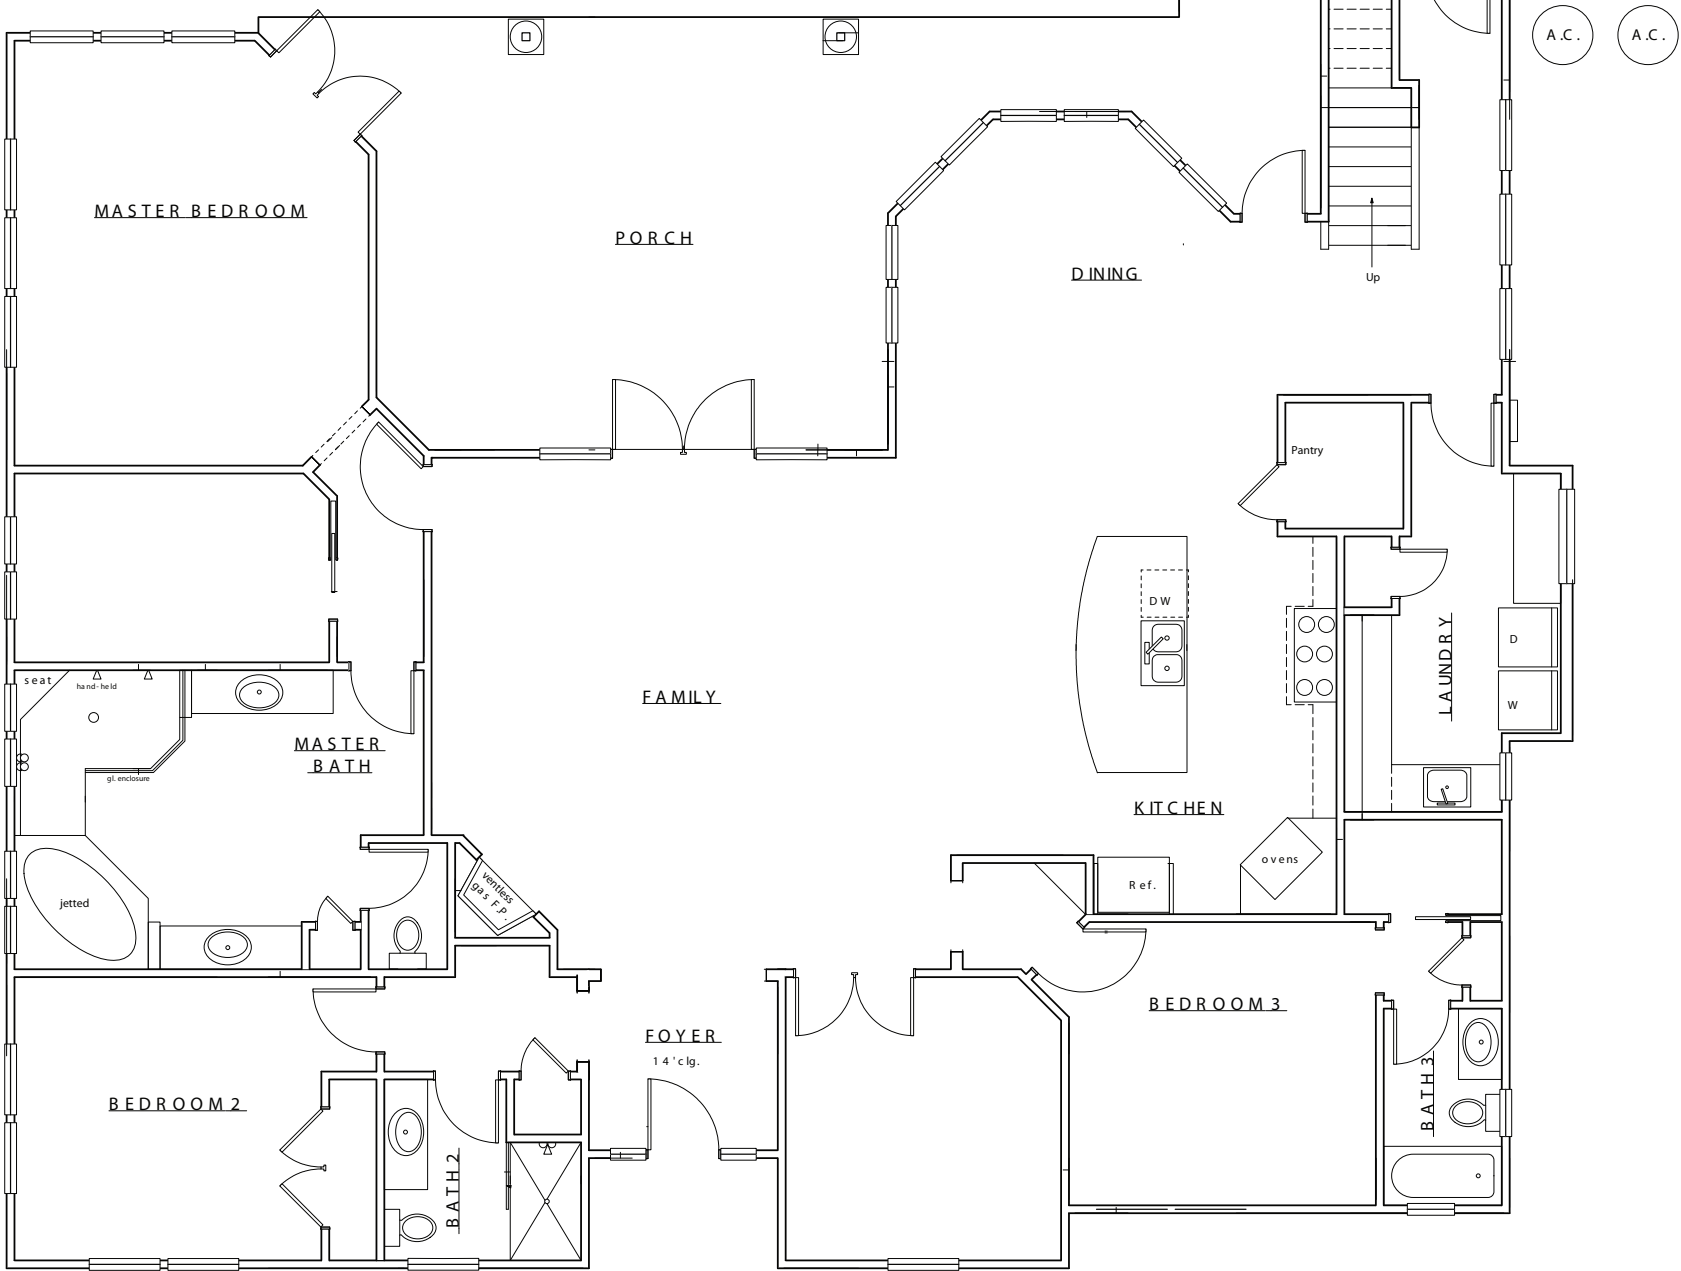 A.C.
A.C.
MASTER BEDROOM
PORCH
DINING
Up
Pantry
DW
LAUNDRY
D
W
seat
hand-held
FAMILY
MASTER
BATH
gl. enclosure
KITCHEN
ovens
Ref.
ventless
gas F.P.
jetted
BEDROOM 3
FOYER
14' clg.
BATH 3
BEDROOM 2
BATH 2